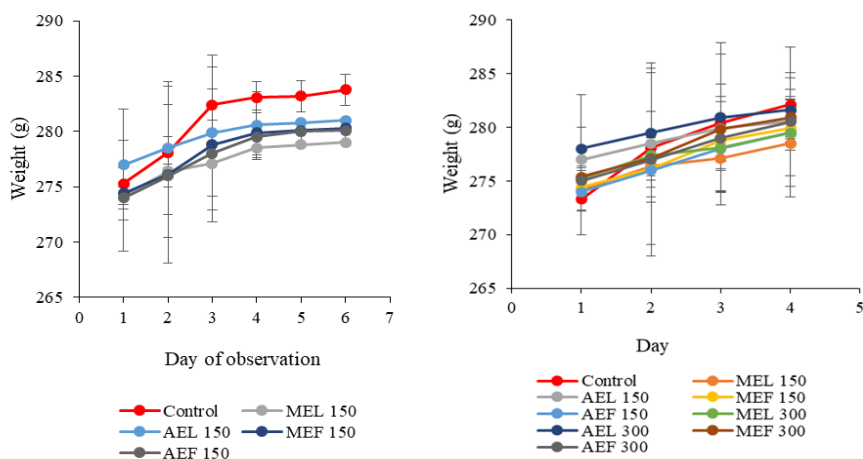 290
285
280
275
270
265
Weight (g)
0 1 2 3 4 5 6 7
Day of observation
Control MEL 150
AEL 150 MEF 150
AEF 150
290
285
280
275
270
265
Weight (g)
0 1 2 3 4 5
Day
Control MEL 150
AEL 150 MEF 150
AEF 150 MEL 300
AEL 300 MEF 300
AEF 300